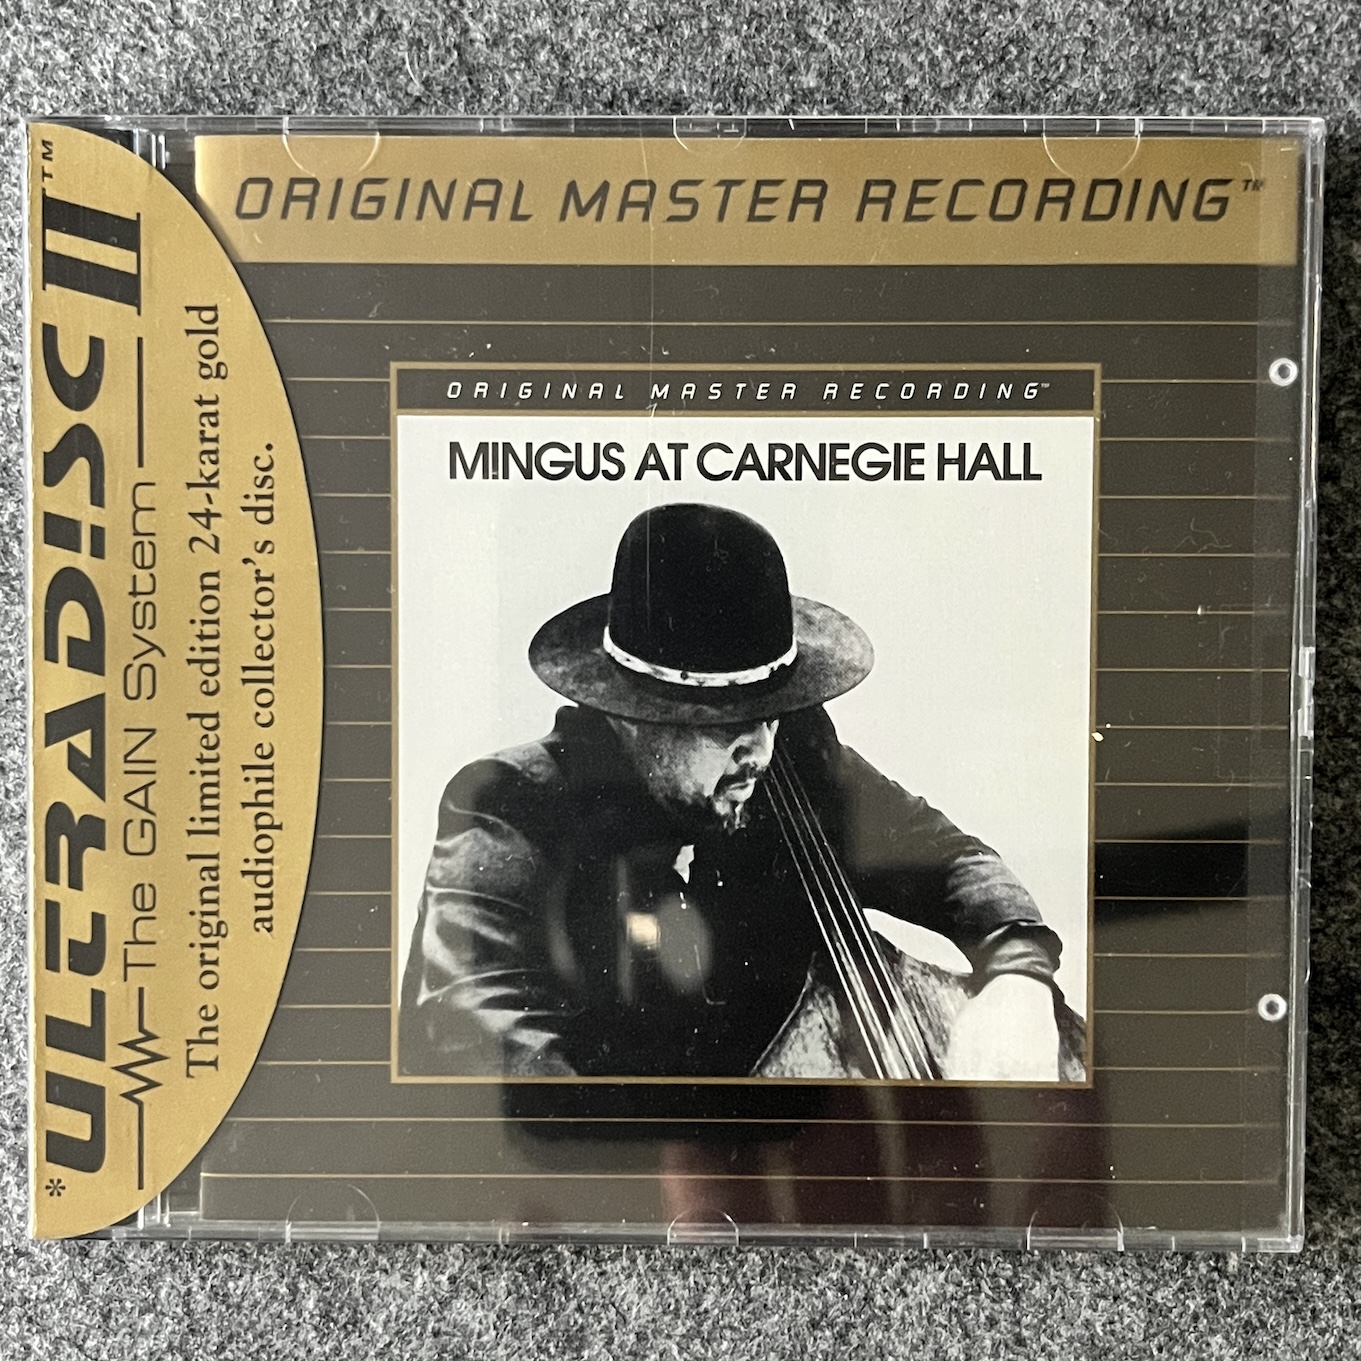 ORIGINAL MASTER RECORDING™
ORIGINAL MASTER RECORDING™
MINGUS AT CARNEGIE HALL
*ULTRADISC II™
The GAIN System
The original limited edition 24-karat gold
audiophile collector's disc.